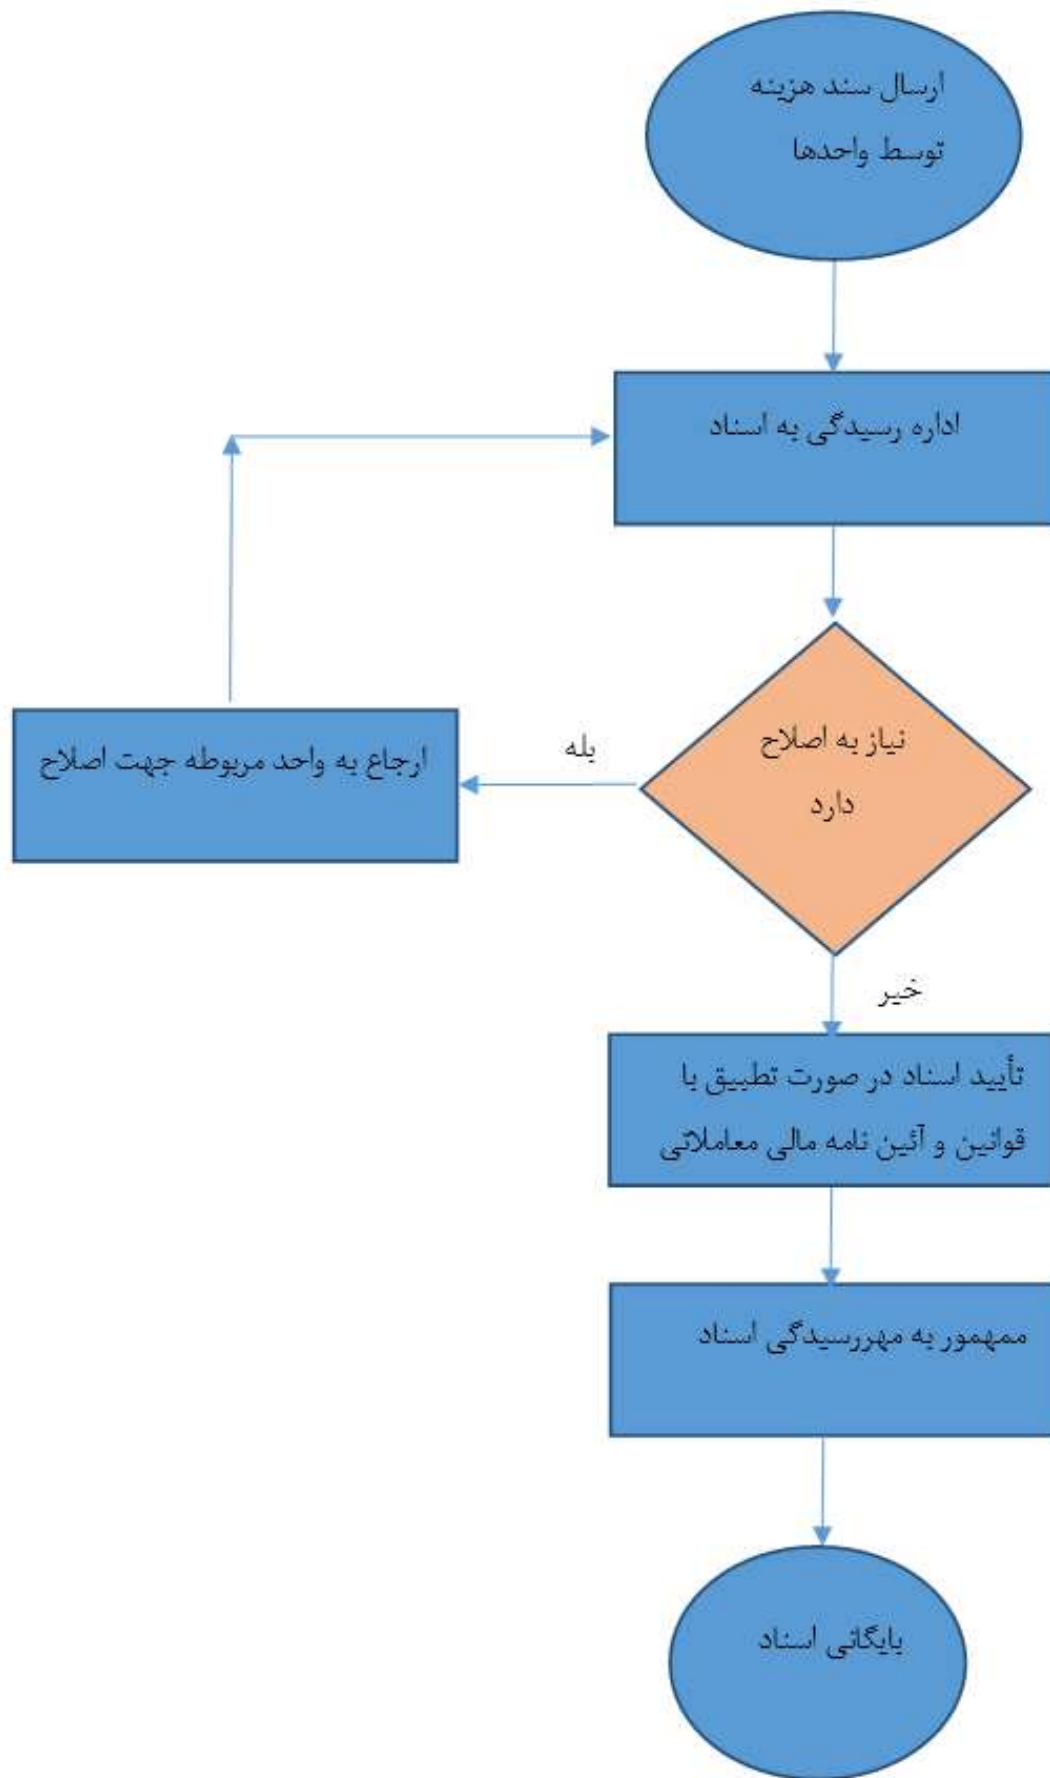 ارسال سند هزینه
توسط واحدها
اداره رسیدگی به اسناد
نیاز به اصلاح
دارد
بله
ارجاع به واحد مربوطه جهت اصلاح
خیر
تأیید اسناد در صورت تطبیق با
قوانین و آئین نامه مالی معاملاتی
ممهمور به مهررسیدگی اسناد
بایگانی اسناد